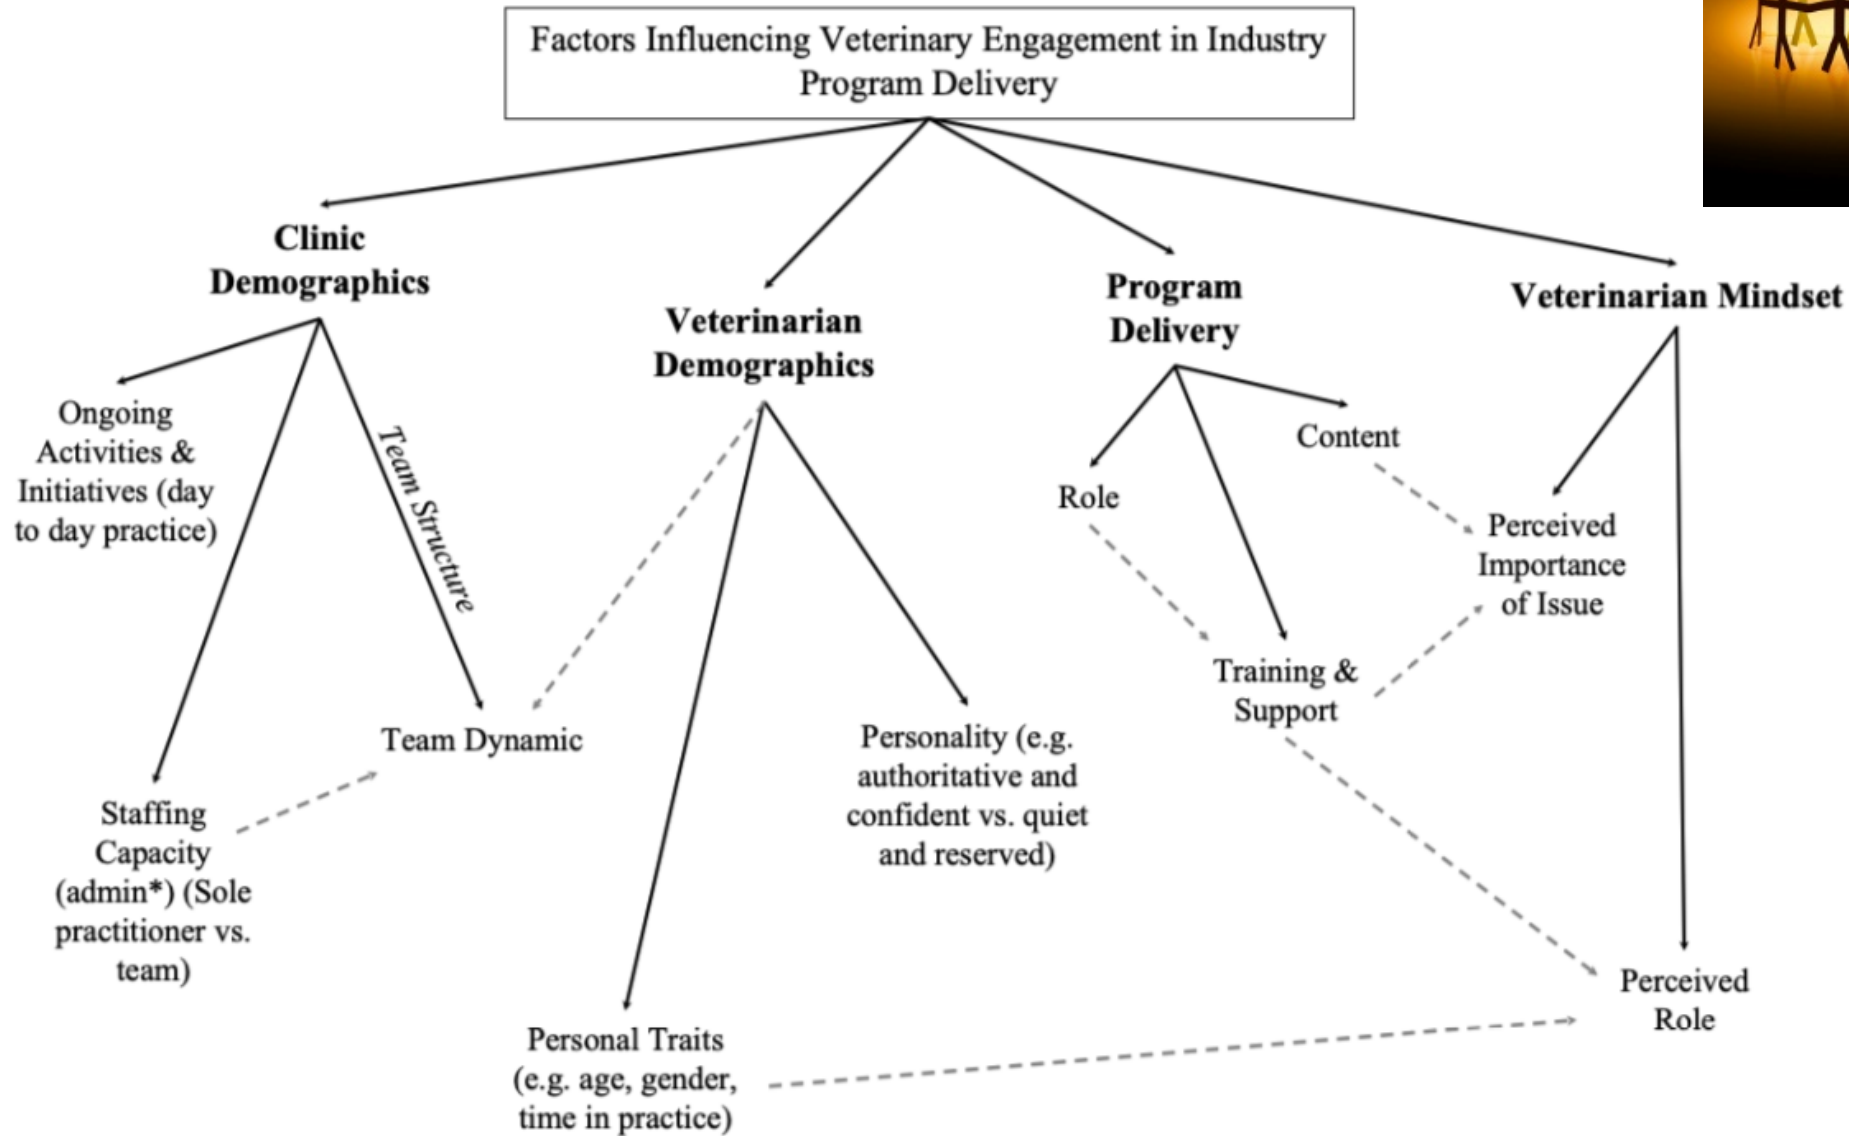 Factors Influencing Veterinary Engagement in Industry
Program Delivery
Clinic
Demographics
Veterinarian
Demographics
Program
Delivery
Veterinarian Mindset
Ongoing
Activities &
Initiatives (day
to day practice)
Team Structure
Staffing
Capacity
(admin*) (Sole
practitioner vs.
team)
Team Dynamic
Personal Traits
(e.g. age, gender,
time in practice)
Personality (e.g.
authoritative and
confident vs. quiet
and reserved)
Role
Training &
Support
Content
Perceived
Importance
of Issue
Perceived
Role